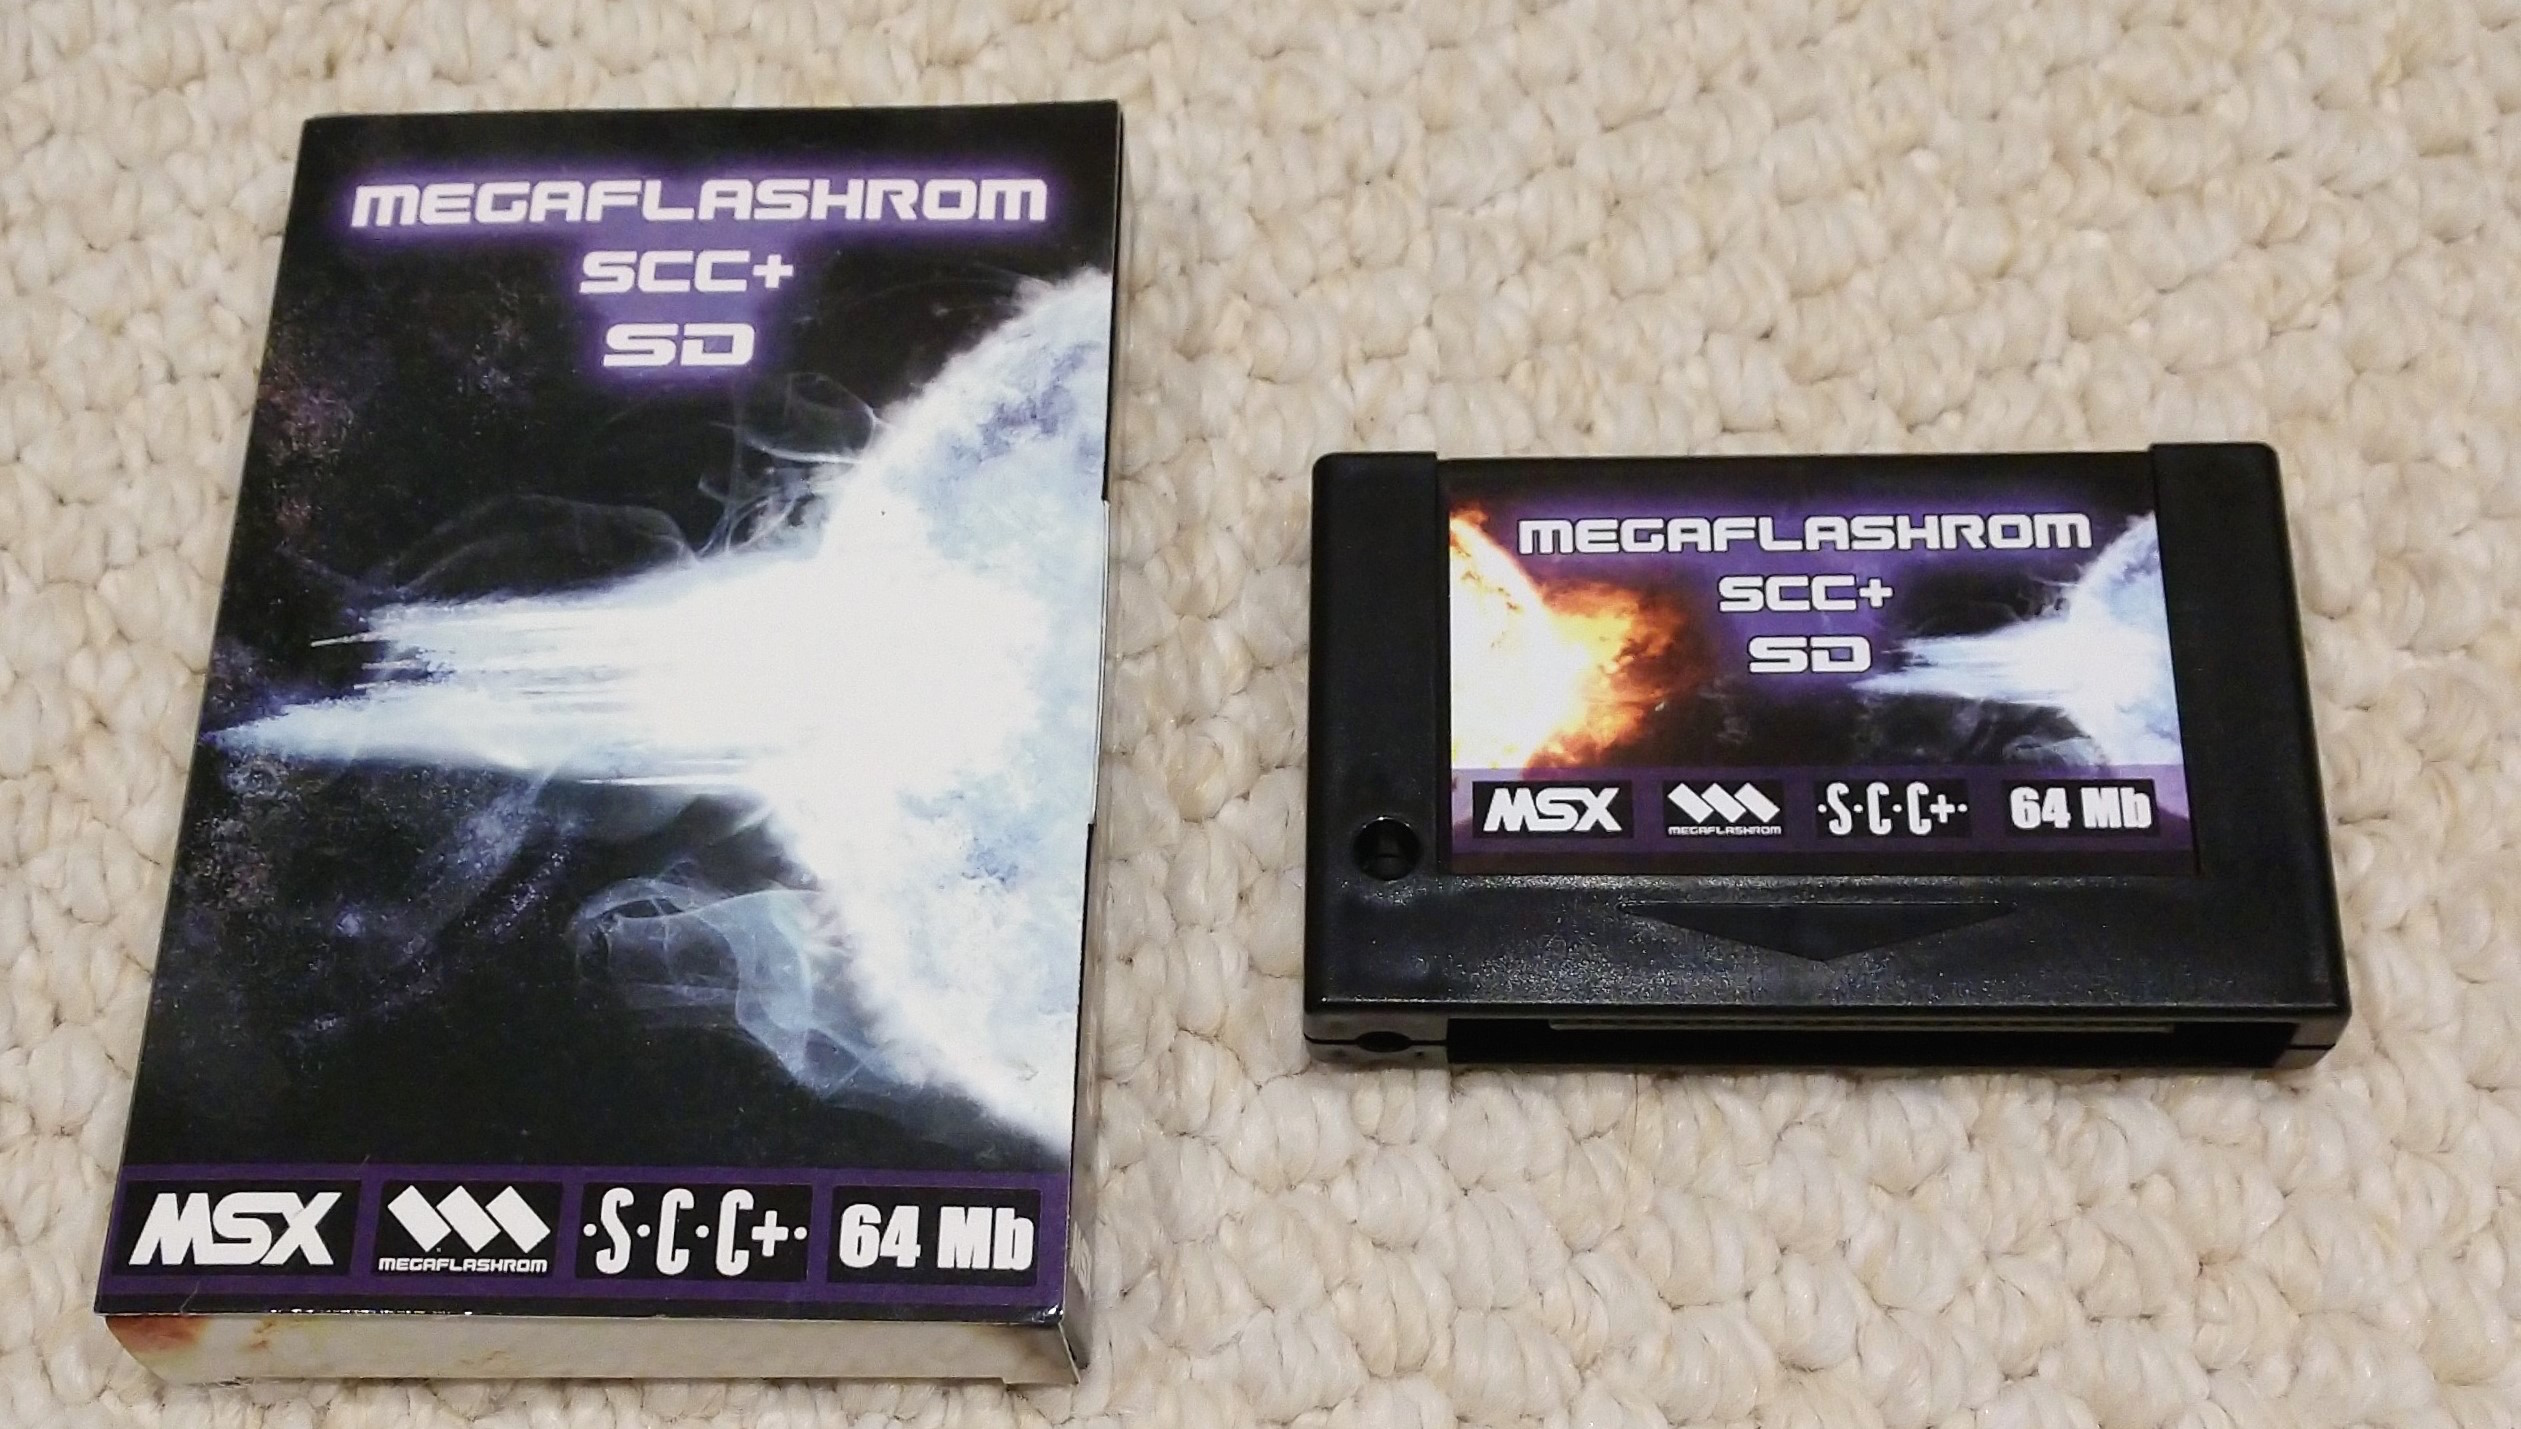 MEGAFLASHROM
SCC+
SD
MSX
MEGAFLASHROM
·S·C·C+·
64 Mb
MEGAFLASHROM
SCC+
SD
MSX
MEGAFLASHROM
·S·C·C+·
64 Mb